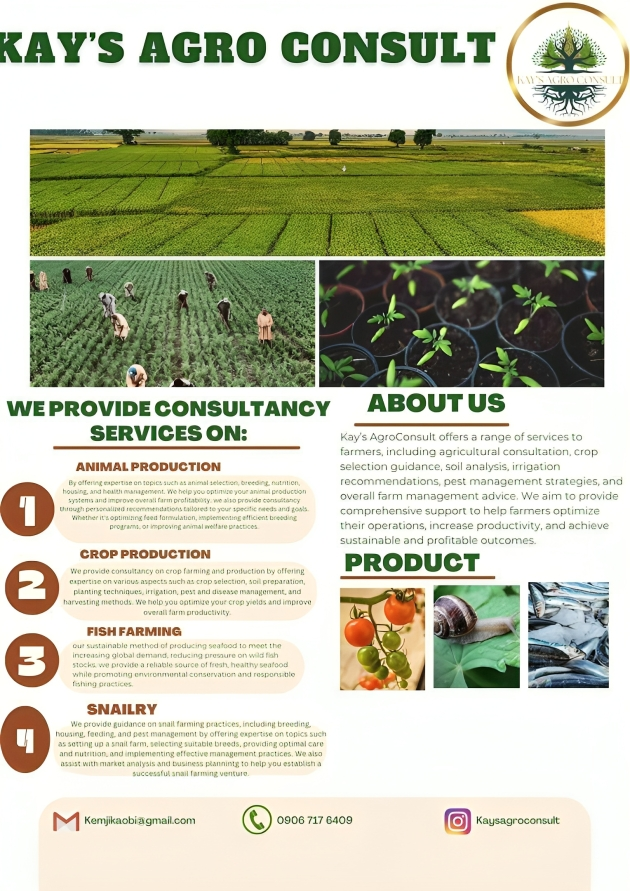 KAY'S AGRO CONSULT
KAY'S AGRO CONSULT
WE PROVIDE CONSULTANCY
SERVICES ON:
1
ANIMAL PRODUCTION
By offering expertise on topics such as animal selection, breeding, nutrition,
housing, and health management. We help you optimize your animal production
systems and improve overall farm profitability. we also provide consultancy
through personalized recommendations tailored to your specific needs and goals.
Whether it's optimizing feed formulation, implementing efficient breeding
programs, or improving animal welfare practices.
2
CROP PRODUCTION
We provide consultancy on crop farming and production by offering
expertise on various aspects such as crop selection, soil preparation,
planting techniques, irrigation, pest and disease management, and
harvesting methods. We help you optimize your crop yields and improve
overall farm productivity.
3
FISH FARMING
our sustainable method of producing seafood to meet the
increasing global demand, reducing pressure on wild fish
stocks. we provide a reliable source of fresh, healthy seafood
while promoting environmental conservation and responsible
fishing practices.
4
SNAILRY
We provide guidance on snail farming practices, including breeding,
housing, feeding, and pest management by offering expertise on topics such
as setting up a snail farm, selecting suitable breeds, providing optimal care
and nutrition, and implementing effective management practices. We also
assist with market analysis and business planning to help you establish a
successful snail farming venture.
ABOUT US
Kay's AgroConsult offers a range of services to
farmers, including agricultural consultation, crop
selection guidance, soil analysis, irrigation
recommendations, pest management strategies, and
overall farm management advice. We aim to provide
comprehensive support to help farmers optimize
their operations, increase productivity, and achieve
sustainable and profitable outcomes.
PRODUCT
Kemjikaobi@gmail.com
0906 717 6409
Kaysagroconsult